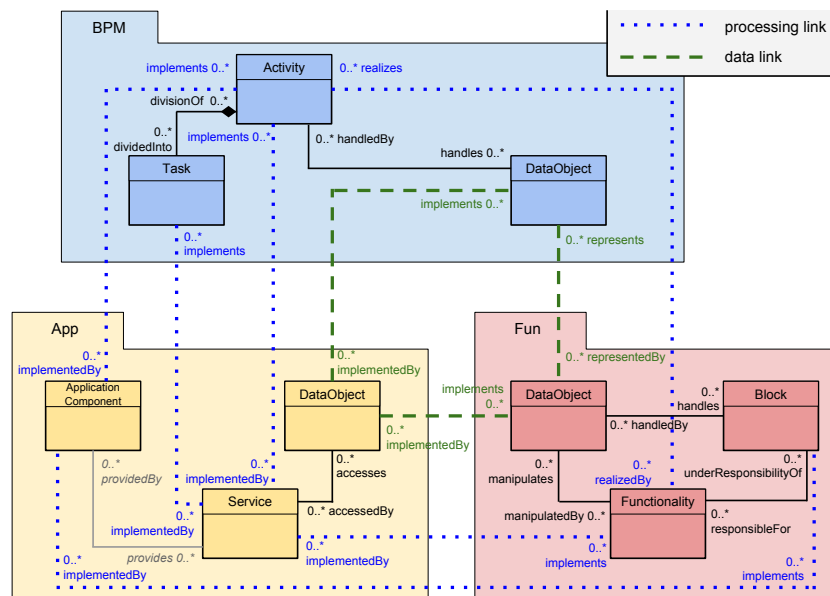 BPM
processing link
data link
implements 0..*
Activity
0..* realizes
divisionOf 0..*
0..*
dividedInto
implements 0..*
0..* handledBy
handles 0..*
Task
DataObject
implements 0..*
0..*
implements
0..* represents
App
Fun
0..*
implementedBy
0..*
implementedBy
0..* representedBy
Application
Component
DataObject
implements
0..*
DataObject
0..*
handles
Block
0..*
implementedBy
0..* handledBy
0..*
providedBy
0..*
implementedBy
0..*
accesses
0..*
manipulates
0..*
realizedBy
0..*
underResponsibilityOf
Service
Functionality
0..* accessedBy
manipulatedBy 0..*
0..*
responsibleFor
0..*
implementedBy
provides 0..*
0..*
implementedBy
0..*
implements
0..*
implementedBy
0..*
implements